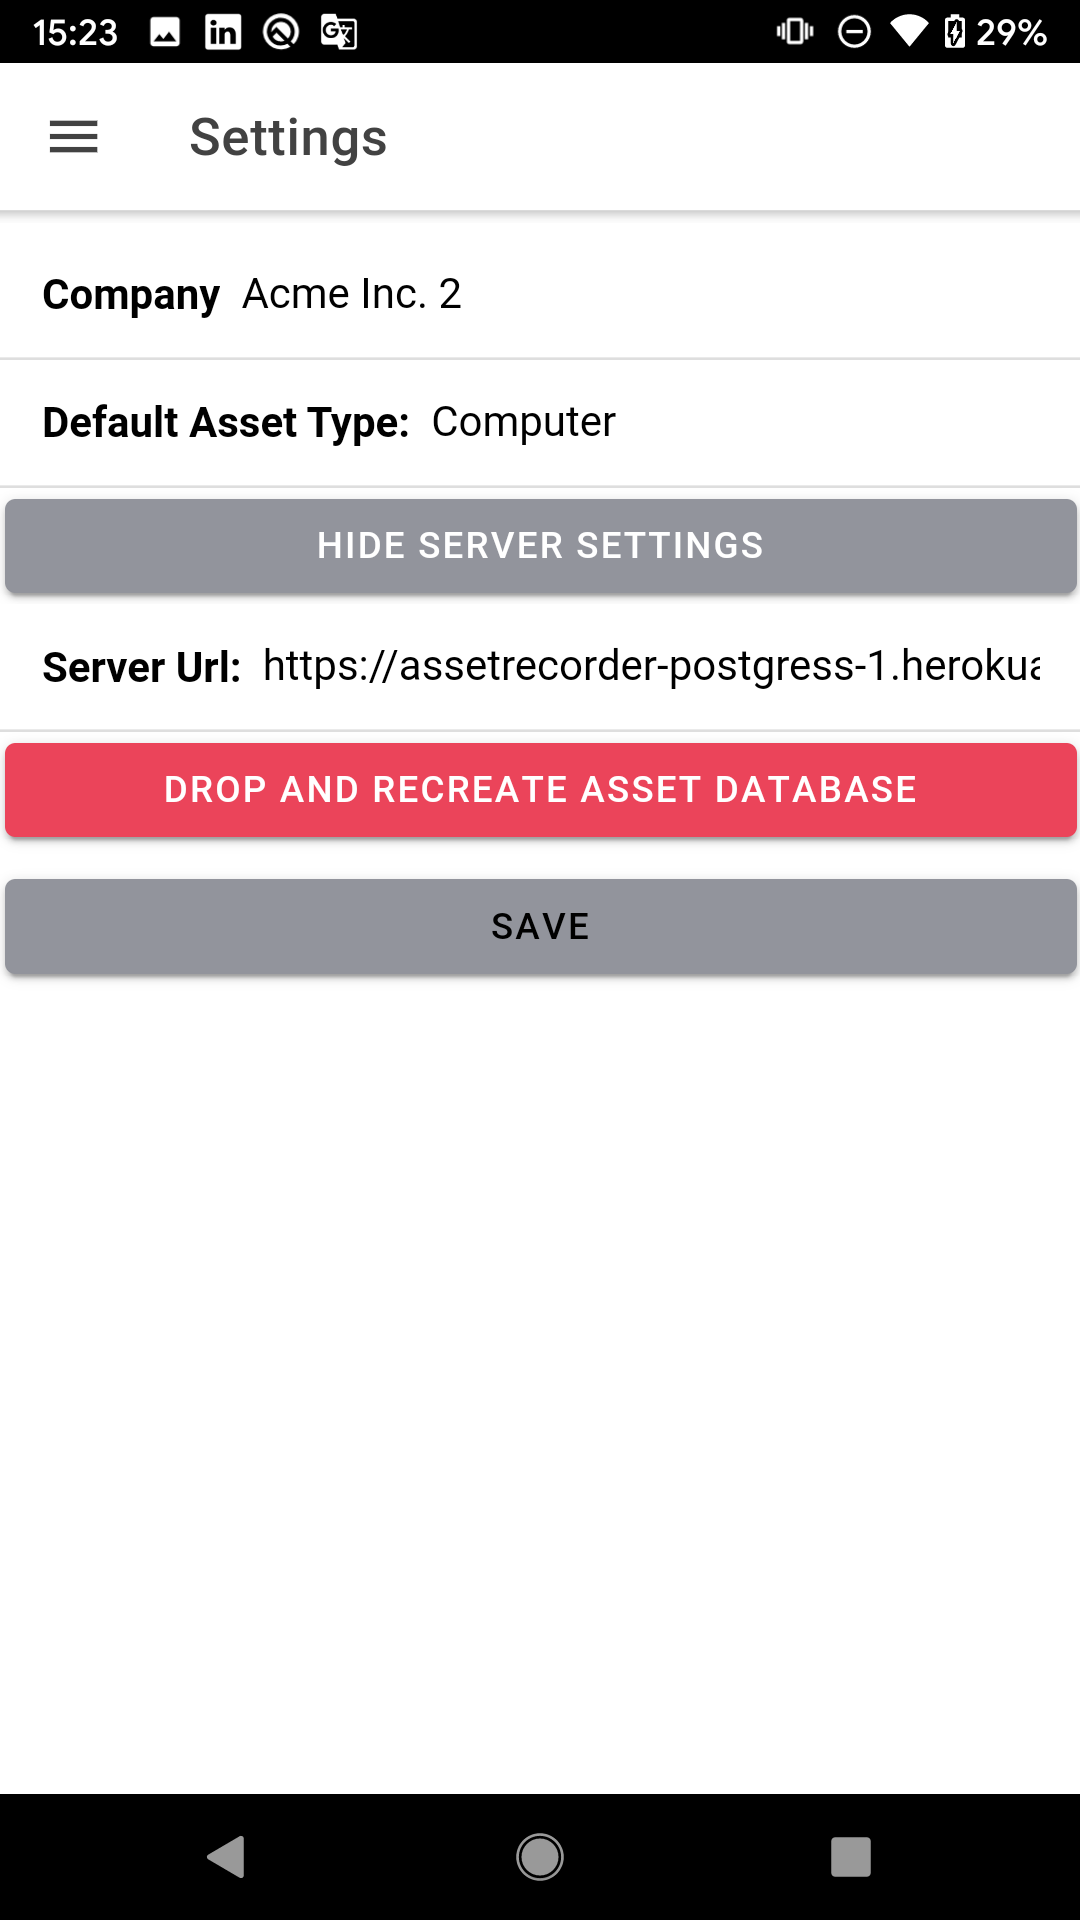 15:23
29%
Settings
Company Acme Inc. 2
Default Asset Type: Computer
HIDE SERVER SETTINGS
Server Url: https://assetrecorder-postgress-1.herokua
DROP AND RECREATE ASSET DATABASE
SAVE